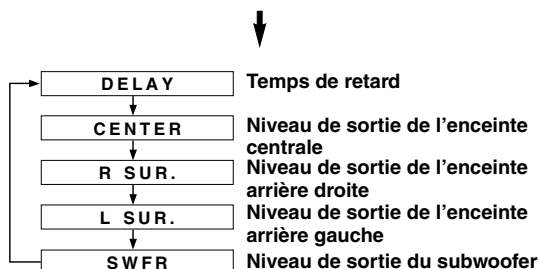 DELAY Temps de retard
CENTER Niveau de sortie de l'enceinte
centrale
R SUR. Niveau de sortie de l'enceinte
arrière droite
L SUR. Niveau de sortie de l'enceinte
arrière gauche
SWFR Niveau de sortie du subwoofer